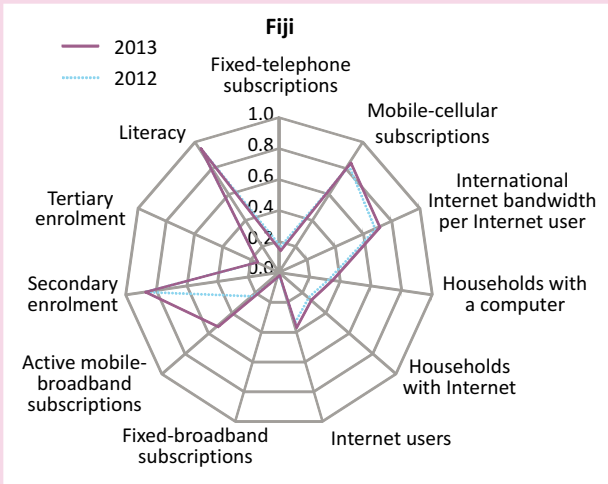 Fiji
2013
2012
Fixed-telephone
subscriptions
Mobile-cellular
subscriptions
International
Internet bandwidth
per Internet user
Households with
a computer
Households
with Internet
Internet users
Fixed-broadband
subscriptions
Active mobile-
broadband
subscriptions
Secondary
enrolment
Tertiary
enrolment
Literacy
1.0
0.8
0.6
0.4
0.2
0.0